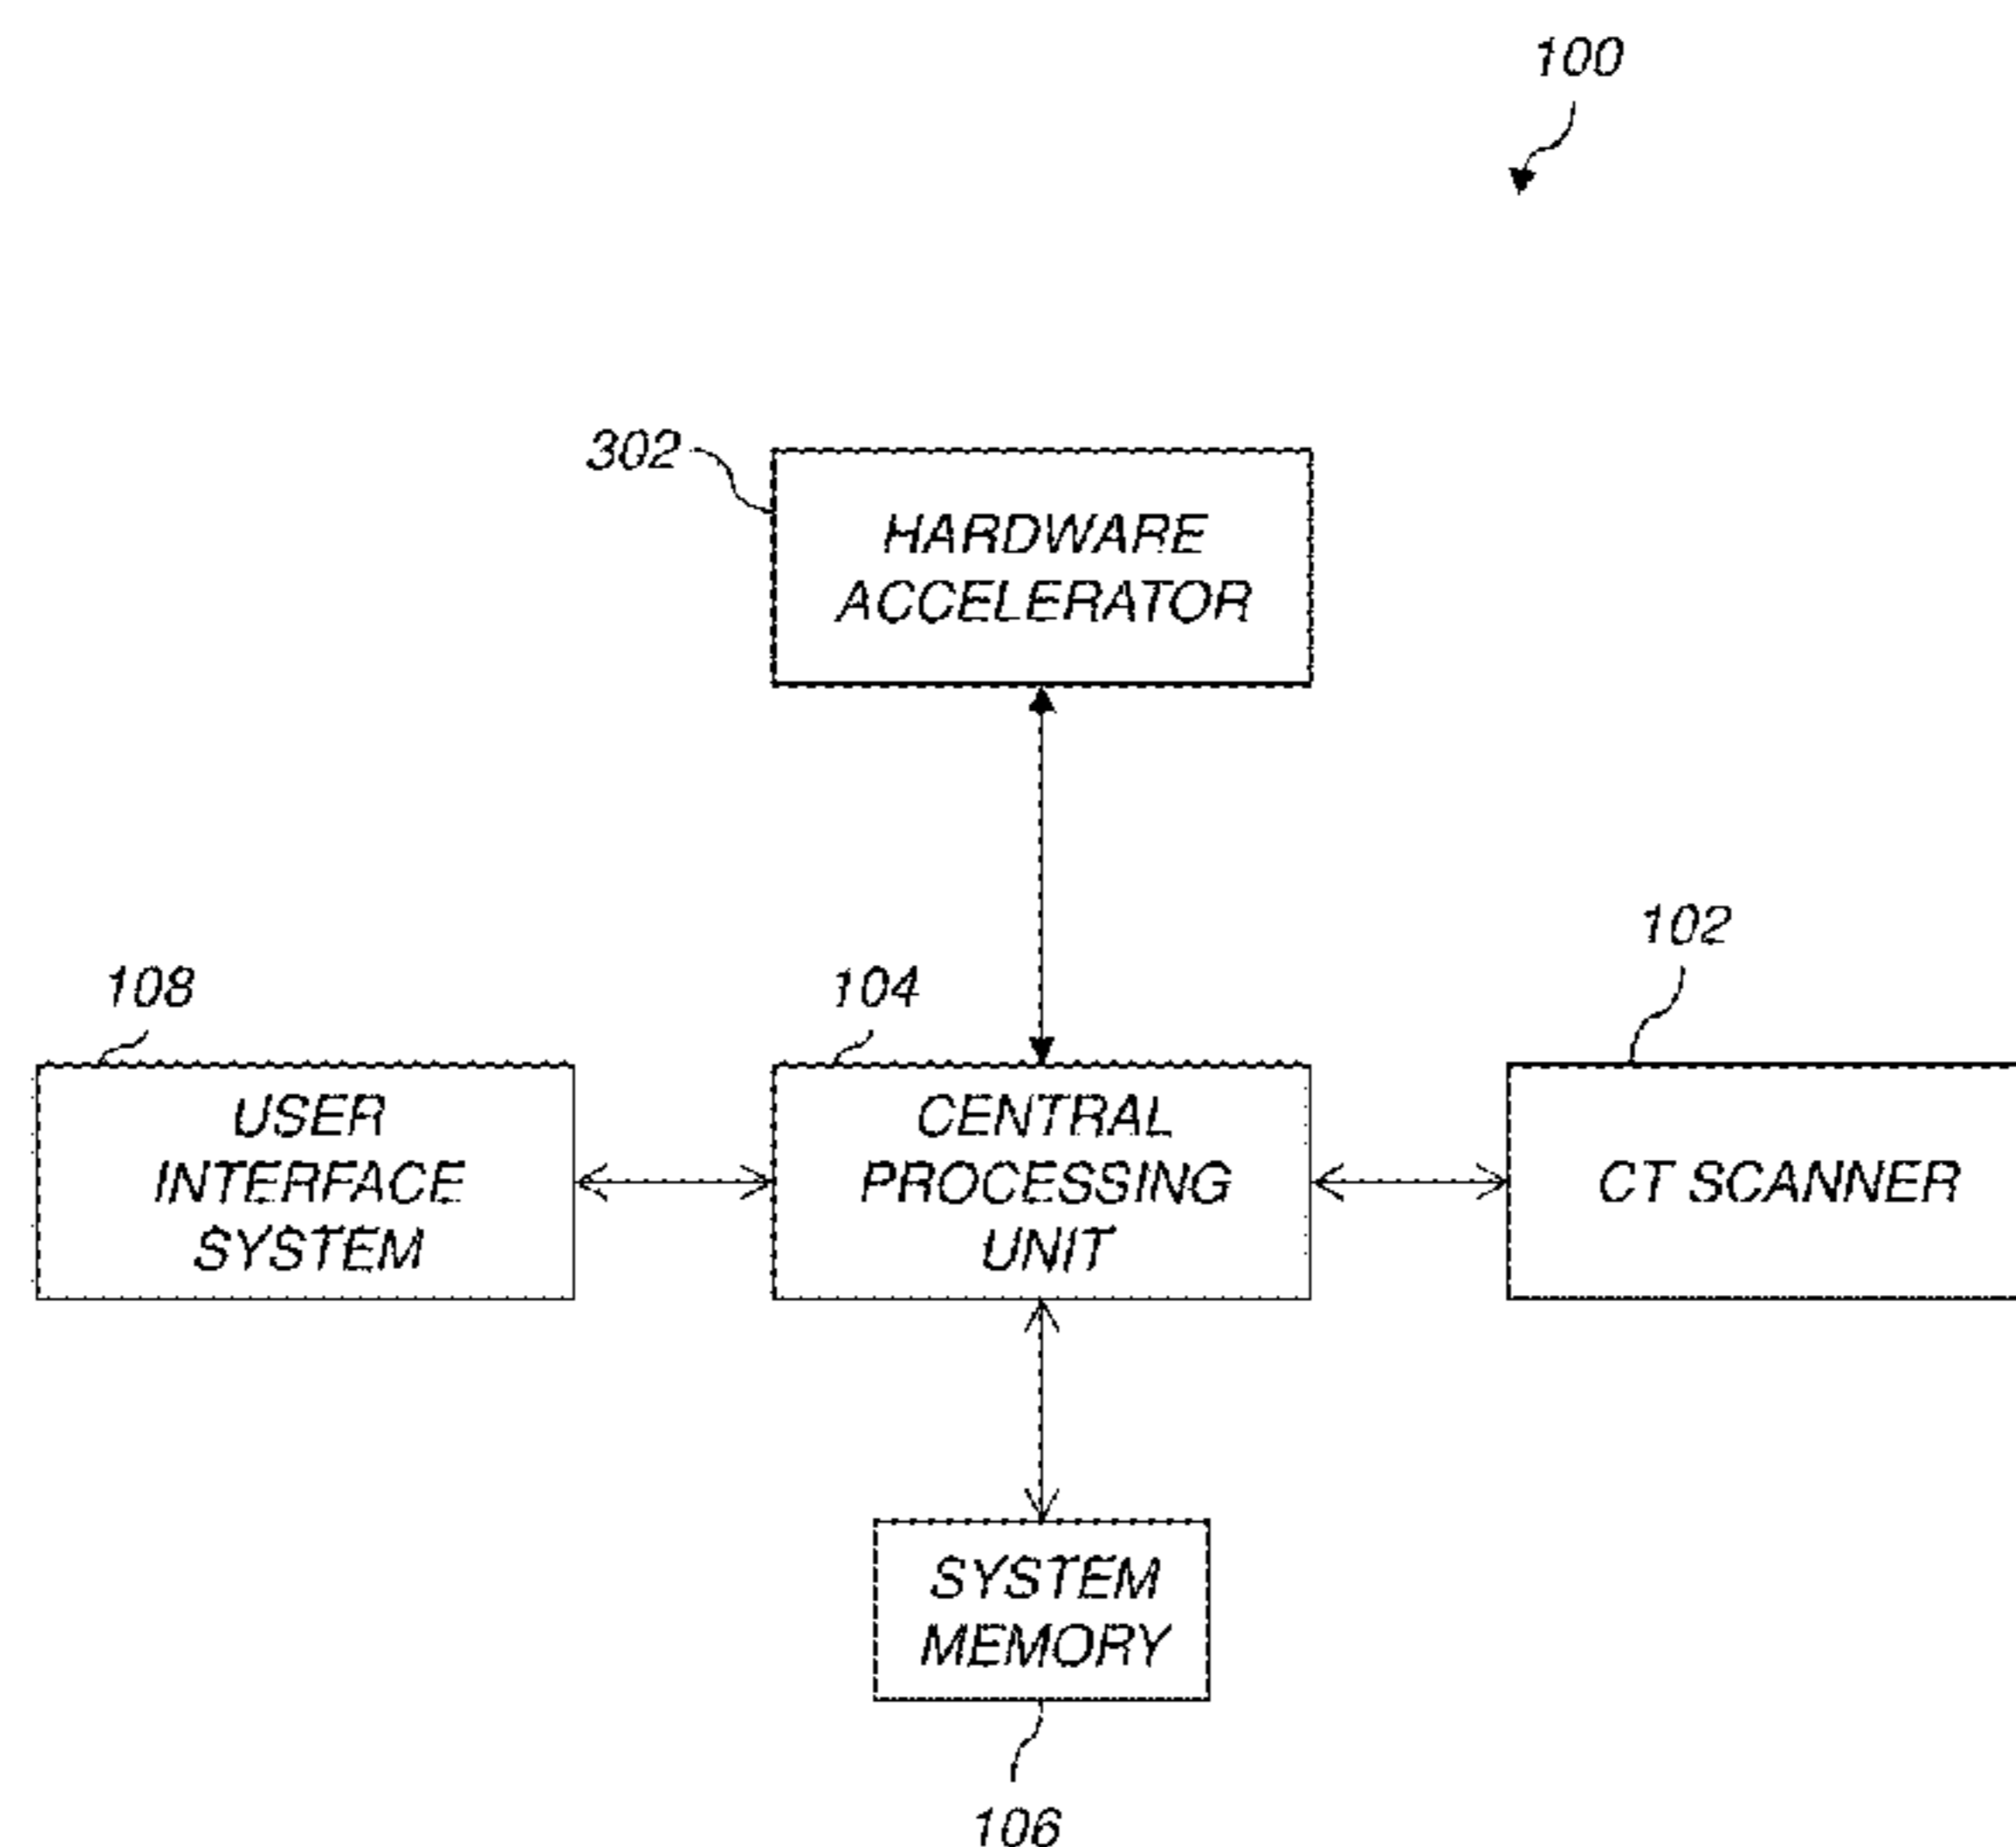 100
302
HARDWARE
ACCELERATOR
102
108
104
USER
INTERFACE
SYSTEM
CENTRAL
PROCESSING
UNIT
CT SCANNER
SYSTEM
MEMORY
106